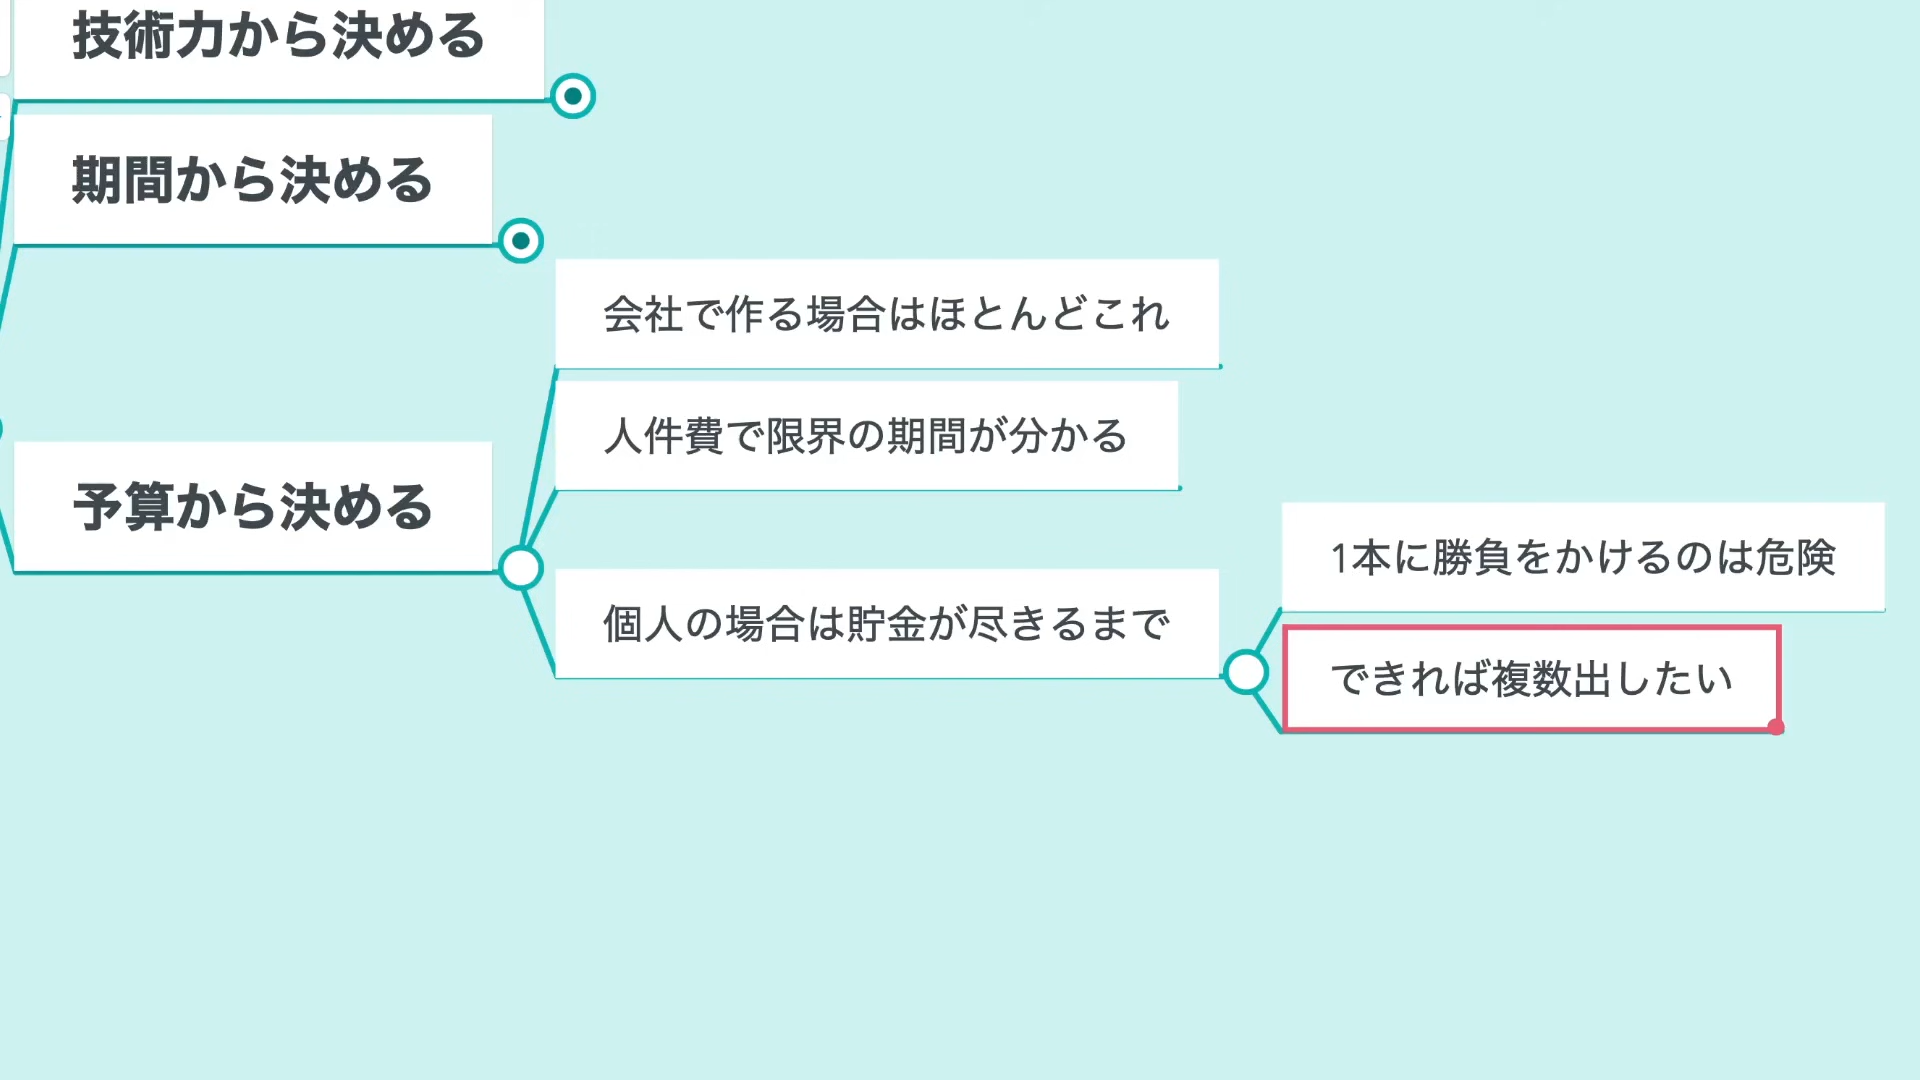 技術力から決める
期間から決める
予算から決める
会社で作る場合はほとんどこれ
人件費で限界の期間が分かる
個人の場合は貯金が尽きるまで
1本に勝負をかけるのは危険
できれば複数出したい